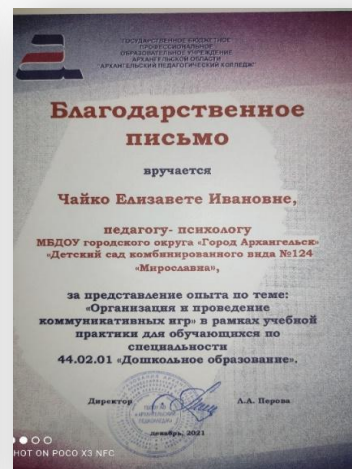 ГОСУДАРСТВЕННОЕ БЮДЖЕТНОЕ
ПРОФЕССИОНАЛЬНОЕ
ОБРАЗОВАТЕЛЬНОЕ УЧРЕЖДЕНИЕ
АРХАНГЕЛЬСКОЙ ОБЛАСТИ
"АРХАНГЕЛЬСКИЙ ПЕДАГОГИЧЕСКИЙ КОЛЛЕДЖ"
Благодарственное
письмо
вручается
Чайко Елизавете Ивановне,
педагогу- психологу
МБДОУ городского округа «Город Архангельск»
«Детский сад комбинированного вида №124
«Мирославна»,
за представление опыта по теме:
«Организация и проведение
коммуникативных игр» в рамках учебной
практики для обучающихся по
специальности
44.02.01 «Дошкольное образование».
Директор
Л.А. Перова
декабрь, 2021
HOT ON POCO X3 NFC